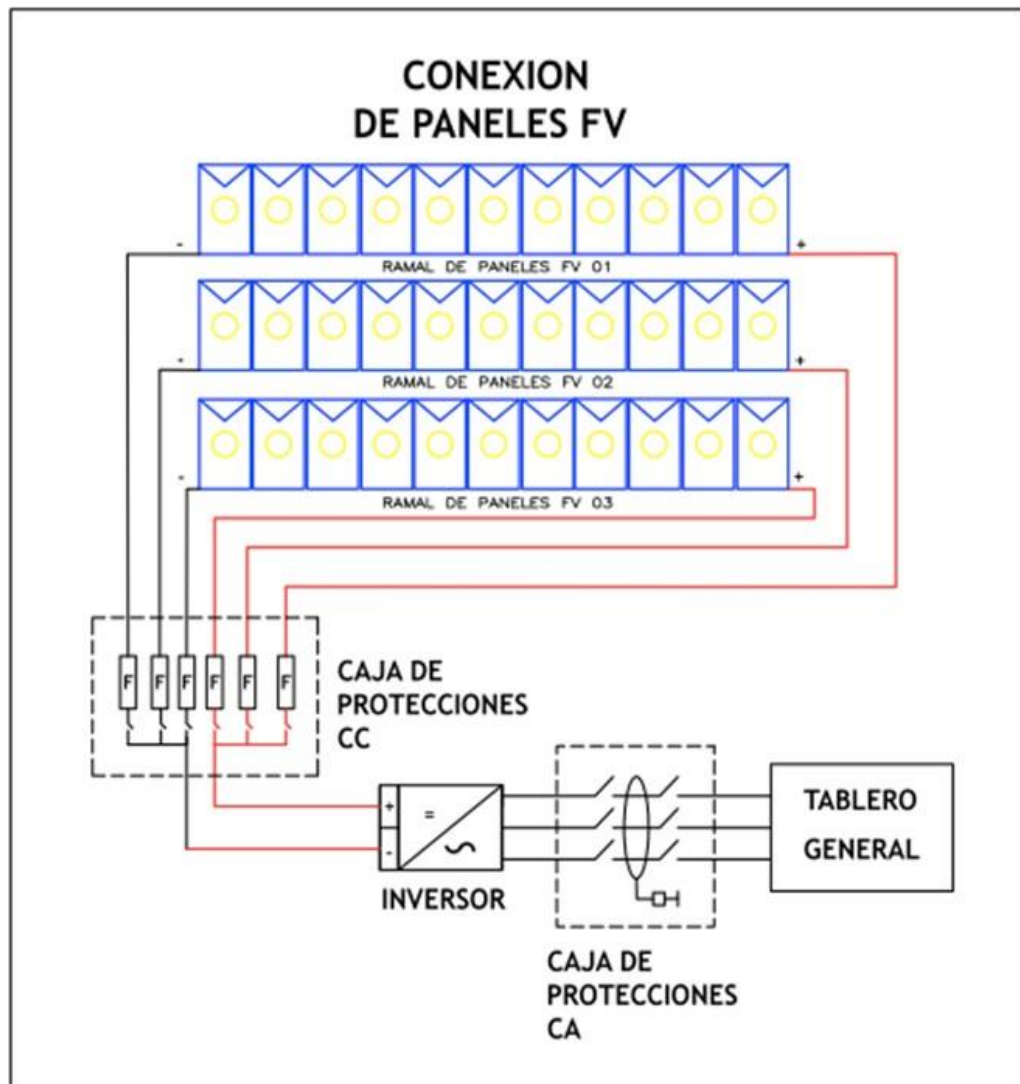 CONEXION
DE PANELES FV
- +
RAMAL DE PANELES FV 01
- +
RAMAL DE PANELES FV 02
- +
RAMAL DE PANELES FV 03
F F F F F F
CAJA DE
PROTECCIONES
CC
+ =
-
INVERSOR
TABLERO
GENERAL
CAJA DE
PROTECCIONES
CA